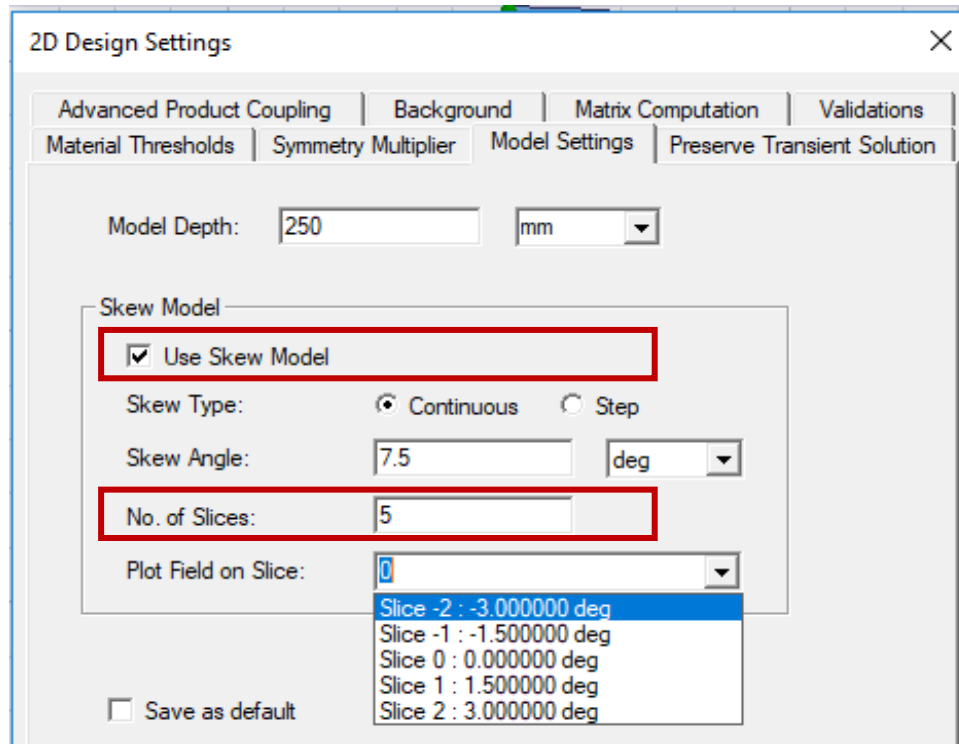 2D Design Settings
Advanced Product Coupling Background Matrix Computation Validations
Material Thresholds Symmetry Multiplier Model Settings Preserve Transient Solution
Model Depth: 250 mm
Skew Model
Use Skew Model
Skew Type: Continuous Step
Skew Angle: 7.5 deg
No. of Slices: 5
Plot Field on Slice: 0
Slice -2 : -3.000000 deg
Slice -1 : -1.500000 deg
Slice 0 : 0.000000 deg
Slice 1 : 1.500000 deg
Slice 2 : 3.000000 deg
Save as default